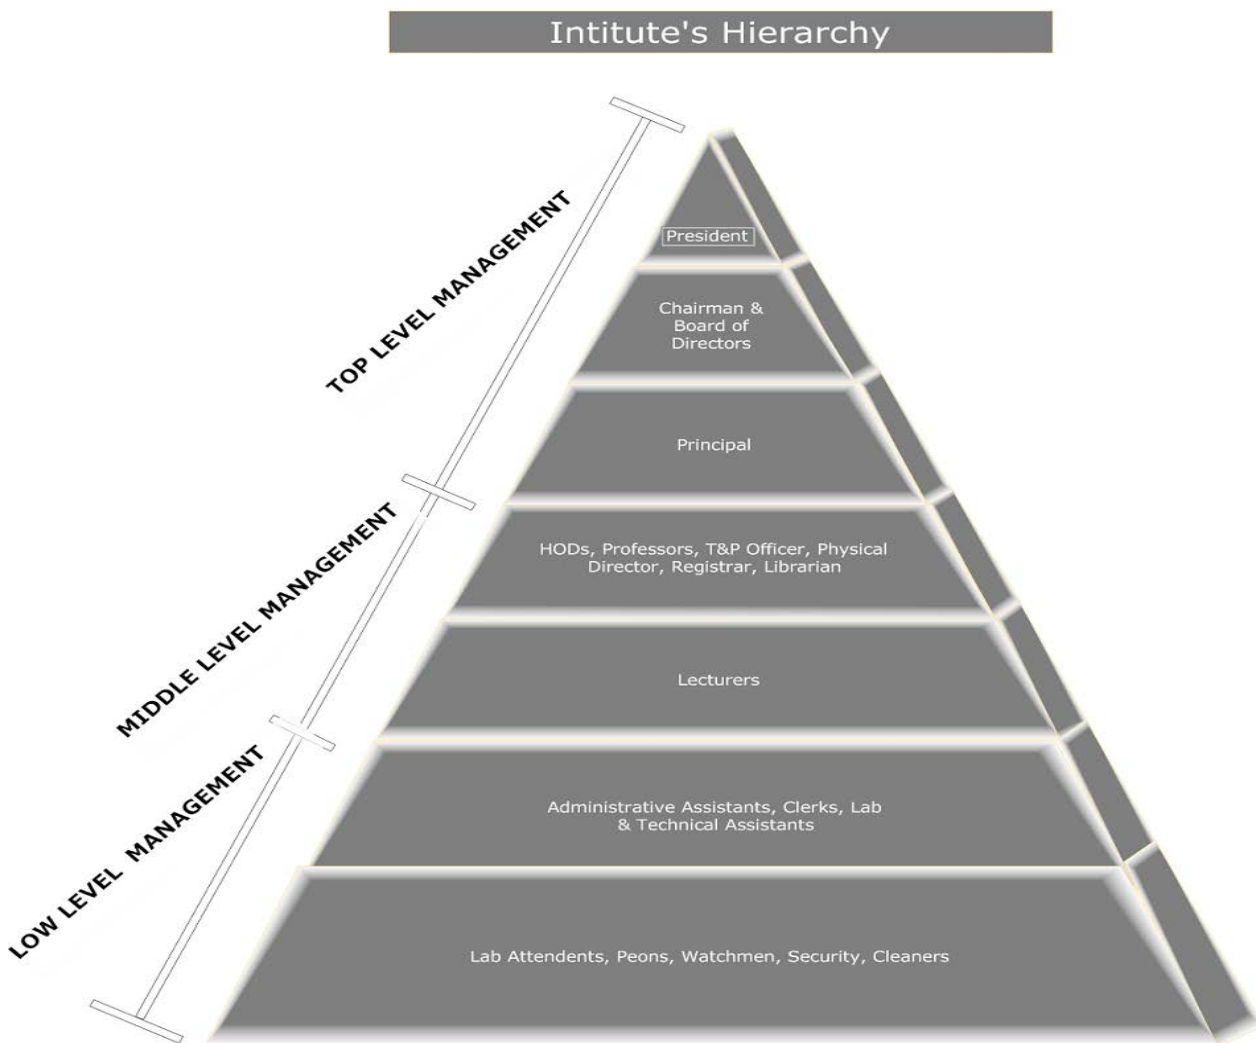 Intitute's Hierarchy
TOP LEVEL MANAGEMENT
MIDDLE LEVEL MANAGEMENT
LOW LEVEL MANAGEMENT
President
Chairman &
Board of
Directors
Principal
HODs, Professors, T&P Officer, Physical
Director, Registrar, Librarian
Lecturers
Administrative Assistants, Clerks, Lab
& Technical Assistants
Lab Attendents, Peons, Watchmen, Security, Cleaners